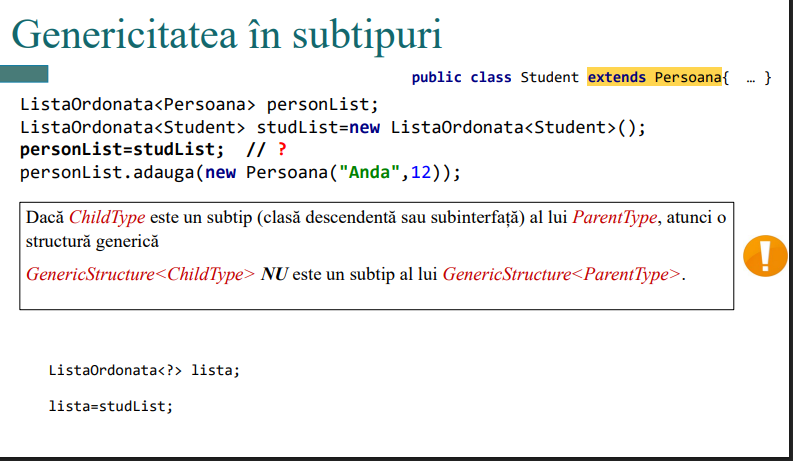 Genericitatea în subtipuri
public class Student extends Persoana{ … }
ListaOrdonata<Persoana> personList;
ListaOrdonata<Student> studList=new ListaOrdonata<Student>();
personList=studList; // ?
personList.adauga(new Persoana("Anda",12));
Dacă ChildType este un subtip (clasă descendentă sau subinterfață) al lui ParentType, atunci o
structură generică
GenericStructure<ChildType> NU este un subtip al lui GenericStructure<ParentType>.
!
ListaOrdonata<?> lista;
lista=studList;